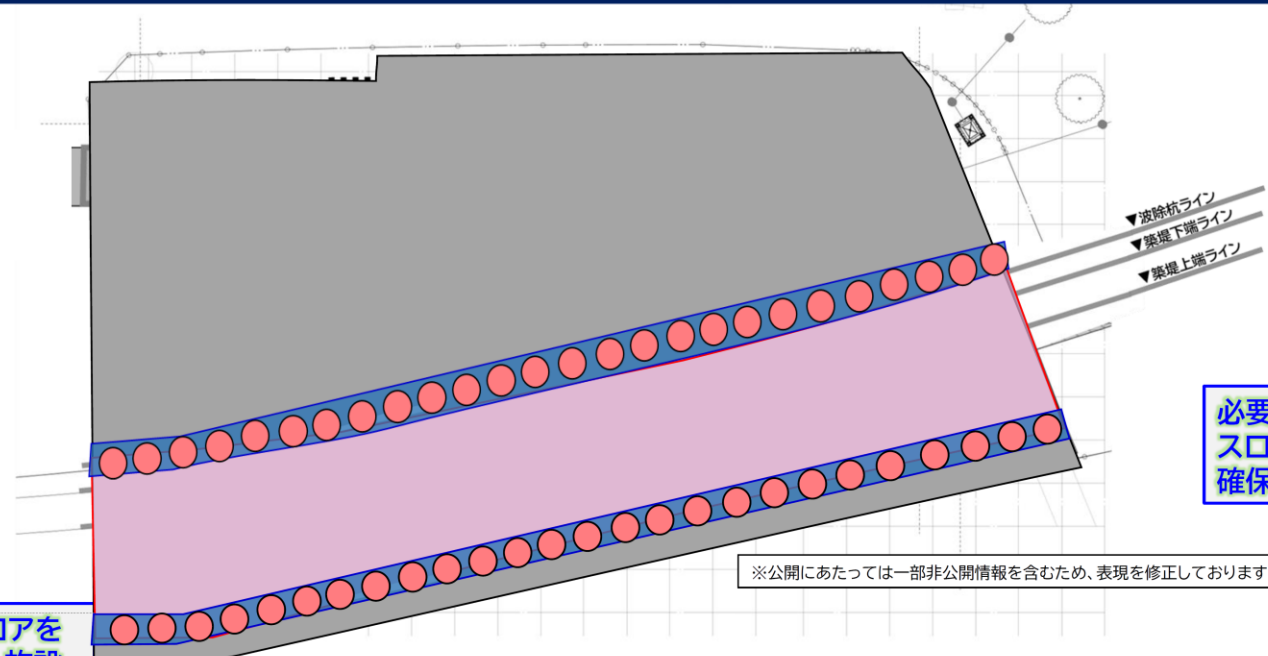 ▼波除杭ライン
▼築堤下端ライン
▼築堤上端ライン
必要
スロ
確保
※公開にあたっては一部非公開情報を含むため、表現を修正しております
コアを